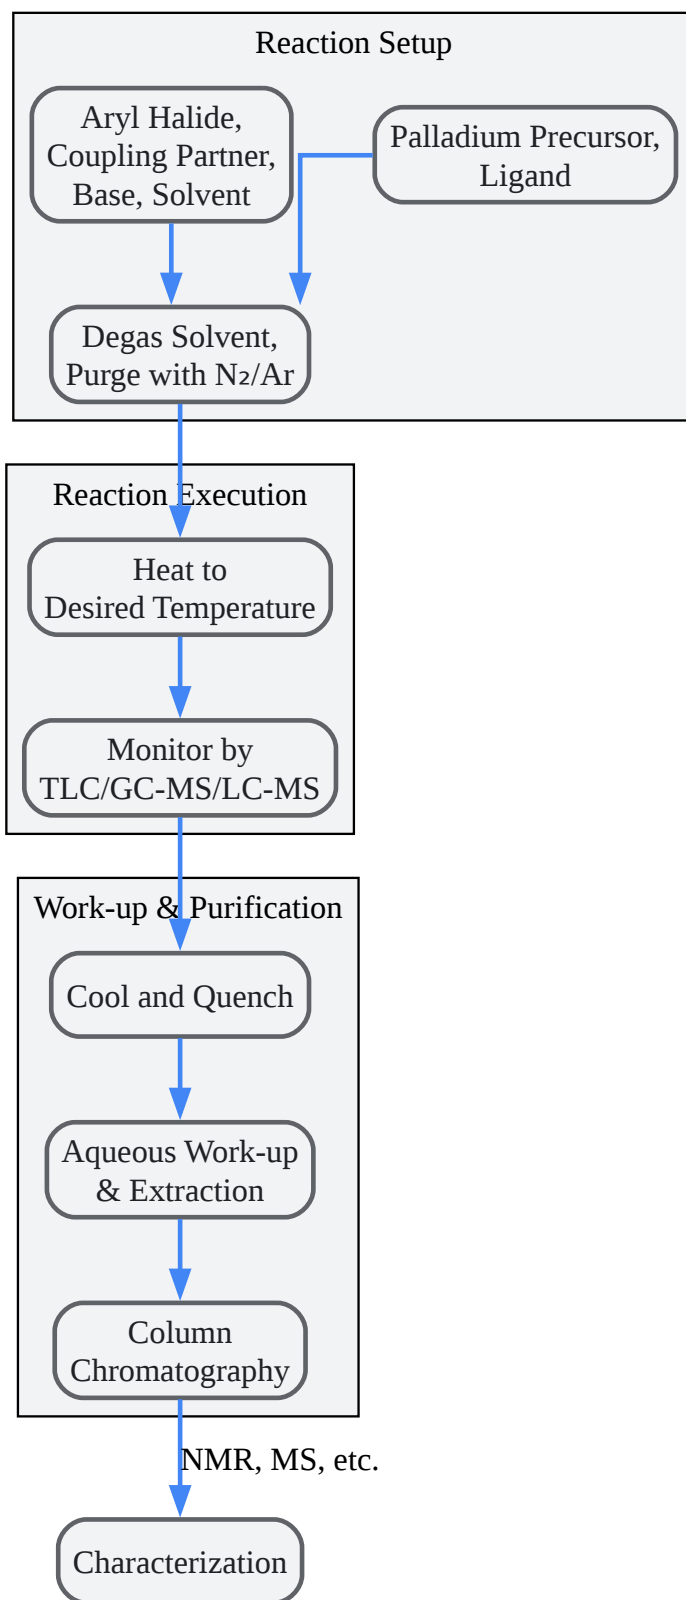 Reaction Setup
Aryl Halide,
Coupling Partner,
Base, Solvent
Palladium Precursor,
Ligand
Degas Solvent,
Purge with N₂/Ar
Reaction Execution
Heat to
Desired Temperature
Monitor by
TLC/GC-MS/LC-MS
Work-up & Purification
Cool and Quench
Aqueous Work-up
& Extraction
Column
Chromatography
NMR, MS, etc.
Characterization